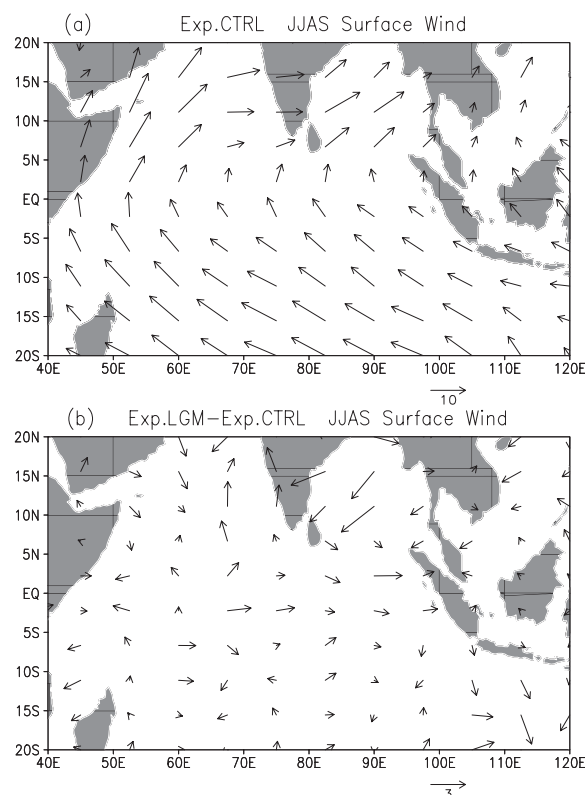 (a) Exp.CTRL JJAS Surface Wind
20N
15N
10N
5N
EQ
5S
10S
15S
20S
40E 50E 60E 70E 80E 90E 100E 110E 120E
10
(b) Exp.LGM-Exp.CTRL JJAS Surface Wind
20N
15N
10N
5N
EQ
5S
10S
15S
20S
40E 50E 60E 70E 80E 90E 100E 110E 120E
3